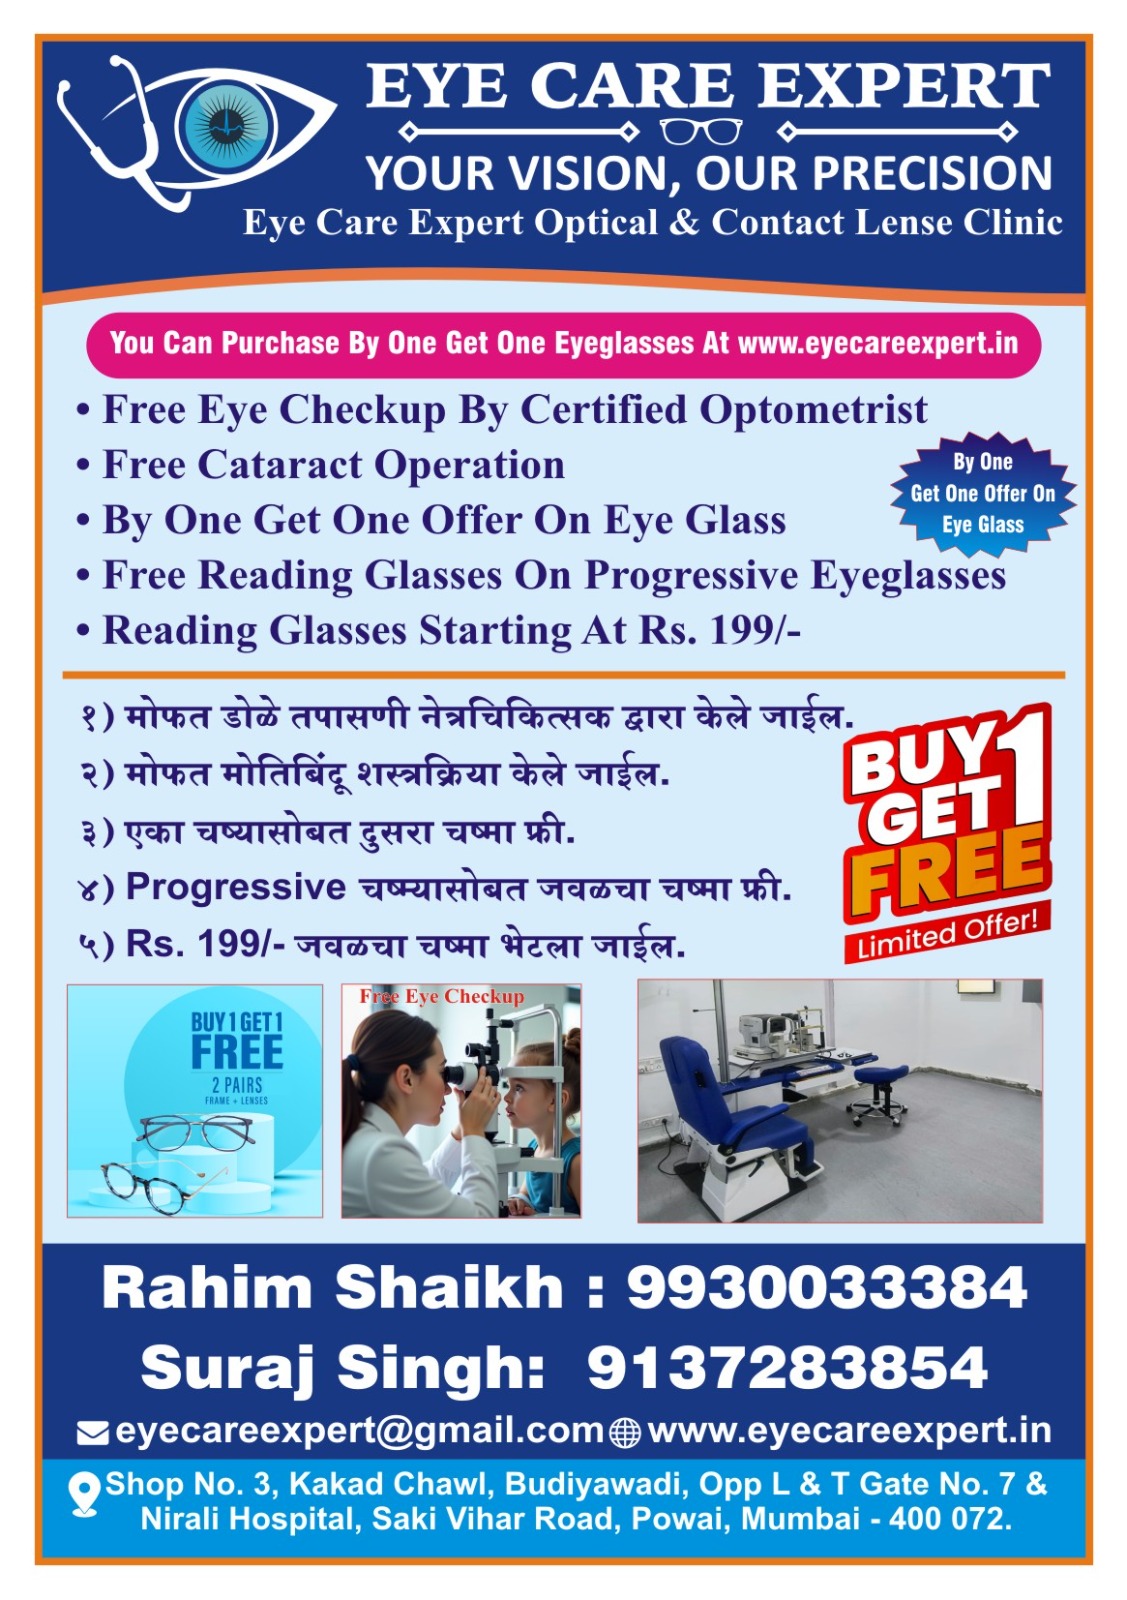 EYE CARE EXPERT
YOUR VISION, OUR PRECISION
Eye Care Expert Optical & Contact Lense Clinic
You Can Purchase By One Get One Eyeglasses At www.eyecareexpert.in
• Free Eye Checkup By Certified Optometrist
• Free Cataract Operation
• By One Get One Offer On Eye Glass
• Free Reading Glasses On Progressive Eyeglasses
• Reading Glasses Starting At Rs. 199/-
By One
Get One Offer On
Eye Glass
१) मोफत डोळे तपासणी नेत्रचिकित्सक द्वारा केले जाईल.
२) मोफत मोतिबिंदू शस्त्रक्रिया केले जाईल.
३) एका चष्यासोबत दुसरा चष्मा फ्री.
४) Progressive चष्म्यासोबत जवळचा चष्मा फ्री.
५) Rs. 199/- जवळचा चष्मा भेटला जाईल.
BUY 1
GET
FREE
Limited Offer!
BUY 1 GET 1
FREE
2 PAIRS
FRAME + LENSES
Free Eye Checkup
Rahim Shaikh : 9930033384
Suraj Singh: 9137283854
eyecareexpert@gmail.com www.eyecareexpert.in
Shop No. 3, Kakad Chawl, Budiyawadi, Opp L & T Gate No. 7 &
Nirali Hospital, Saki Vihar Road, Powai, Mumbai - 400 072.